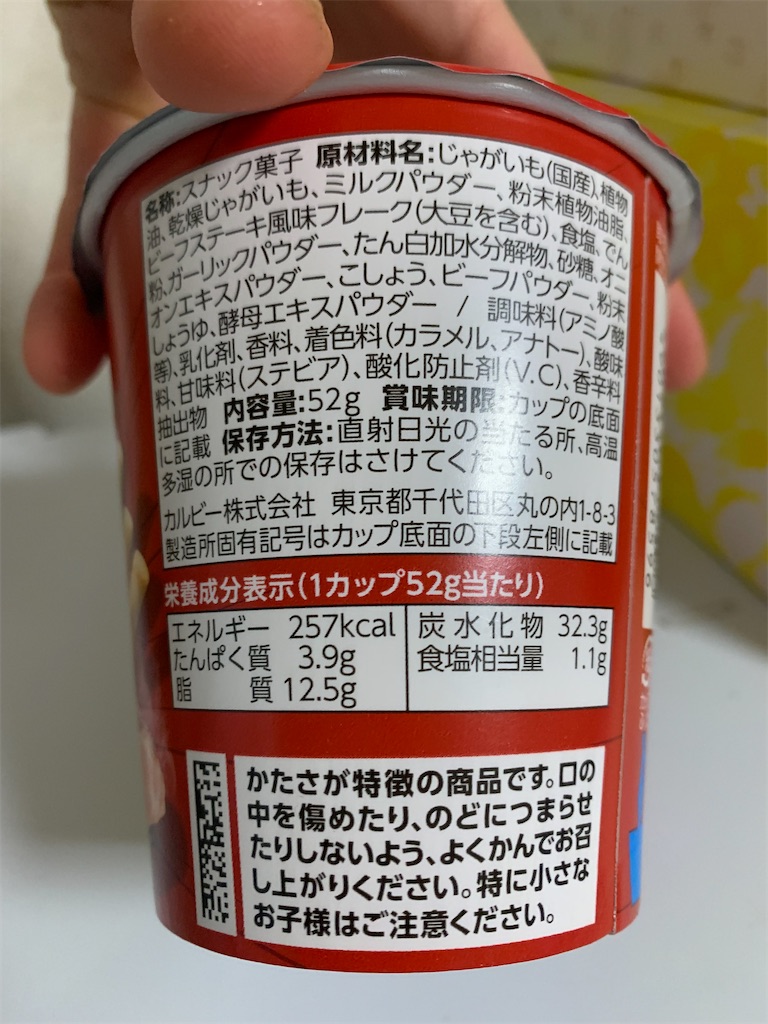 名称:スナック菓子 原材料名:じゃがいも(国産)、植物
油、乾燥じゃがいも、ミルクパウダー、粉末植物油脂、
ビーフステーキ風味フレーク(大豆を含む)、食塩、でん
粉、ガーリックパウダー、たん白加水分解物、砂糖、オニ
オンエキスパウダー、こしょう、ビーフパウダー、粉末
しょうゆ、酵母エキスパウダー / 調味料(アミノ酸
等)、乳化剤、香料、着色料(カラメル、アナトー)、酸味
料、甘味料(ステビア)、酸化防止剤(V.C)、香辛料
抽出物 内容量:52g 賞味期限:カップの底面
に記載 保存方法:直射日光の当たる所、高温
多湿の所での保存はさけてください。
カルビー株式会社 東京都千代田区丸の内1-8-3
製造所固有記号はカップ底面の下段左側に記載
栄養成分表示(1カップ52g当たり)
エネルギー 257kcal 炭水化物 32.3g
たんぱく質 3.9g 食塩相当量 1.1g
脂質 12.5g
かたさが特徴の商品です。口の
中を傷めたり、のどにつまらせ
たりしないよう、よくかんでお召
し上がりください。特に小さな
お子様はご注意ください。